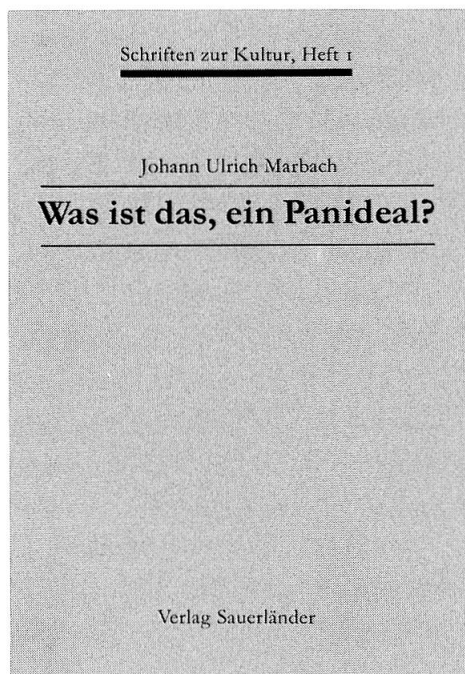 Schriften zur Kultur, Heft 1
Johann Ulrich Marbach
Was ist das, ein Panideal?
Verlag Sauerländer